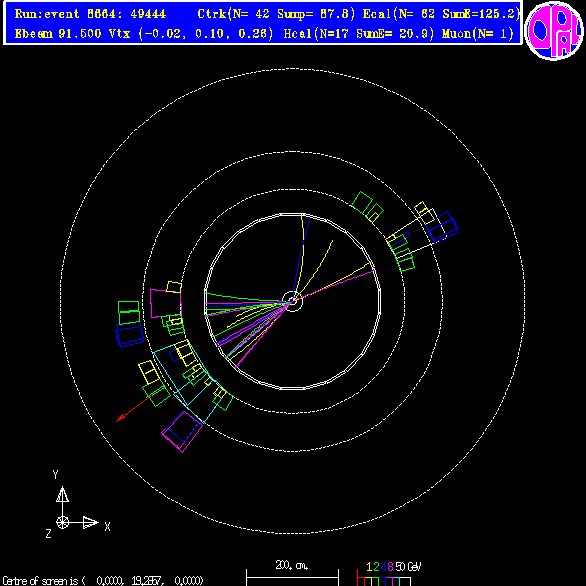 Run:event 8664: 49444 Ctrk(N= 42 Sump= 87.8) Ecal(N= 62 SumE=125.2)
Ebeam 91.500 Vtx (-0.02, 0.10, 0.26) Hcal(N=17 SumE= 20.9) Muon(N= 1)
OPAL
Y
X
Z
200. cm.
1 2 4 8 50 GeV
Centre of screen is ( 0.0000, 19.2857, 0.0000)